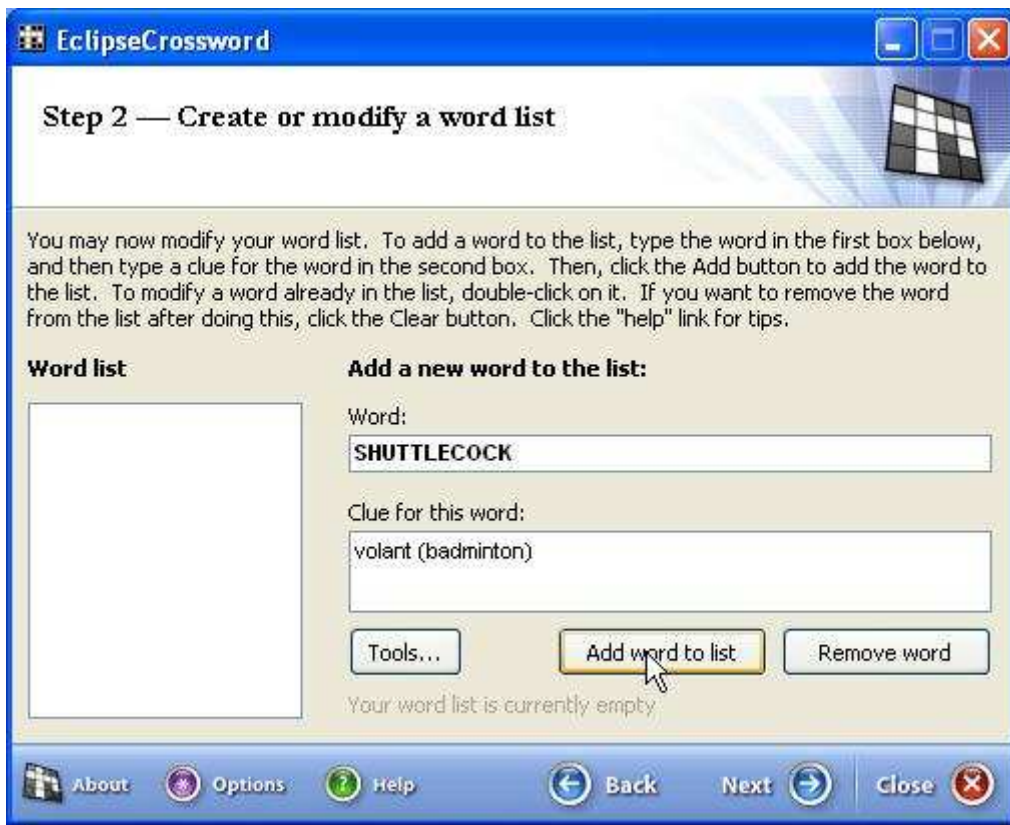 EclipseCrossword
Step 2 — Create or modify a word list
You may now modify your word list. To add a word to the list, type the word in the first box below,
and then type a clue for the word in the second box. Then, click the Add button to add the word to
the list. To modify a word already in the list, double-click on it. If you want to remove the word
from the list after doing this, click the Clear button. Click the "help" link for tips.
Word list
Add a new word to the list:
Word:
SHUTTLECOCK
Clue for this word:
volant (badminton)
Tools... Add word to list Remove word
Your word list is currently empty
About Options Help Back Next Close